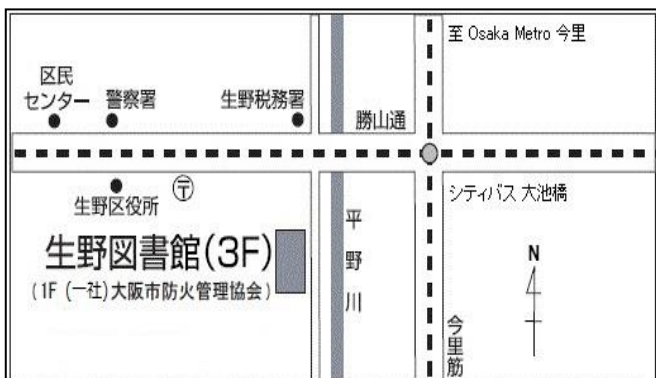 至 Osaka Metro 今里
区民
センター
警察署
生野税務署
勝山通
生野区役所
〒
シティバス 大池橋
生野図書館(3F)
(1F (一社)大阪市防火管理協会)
平野川
N
今里筋